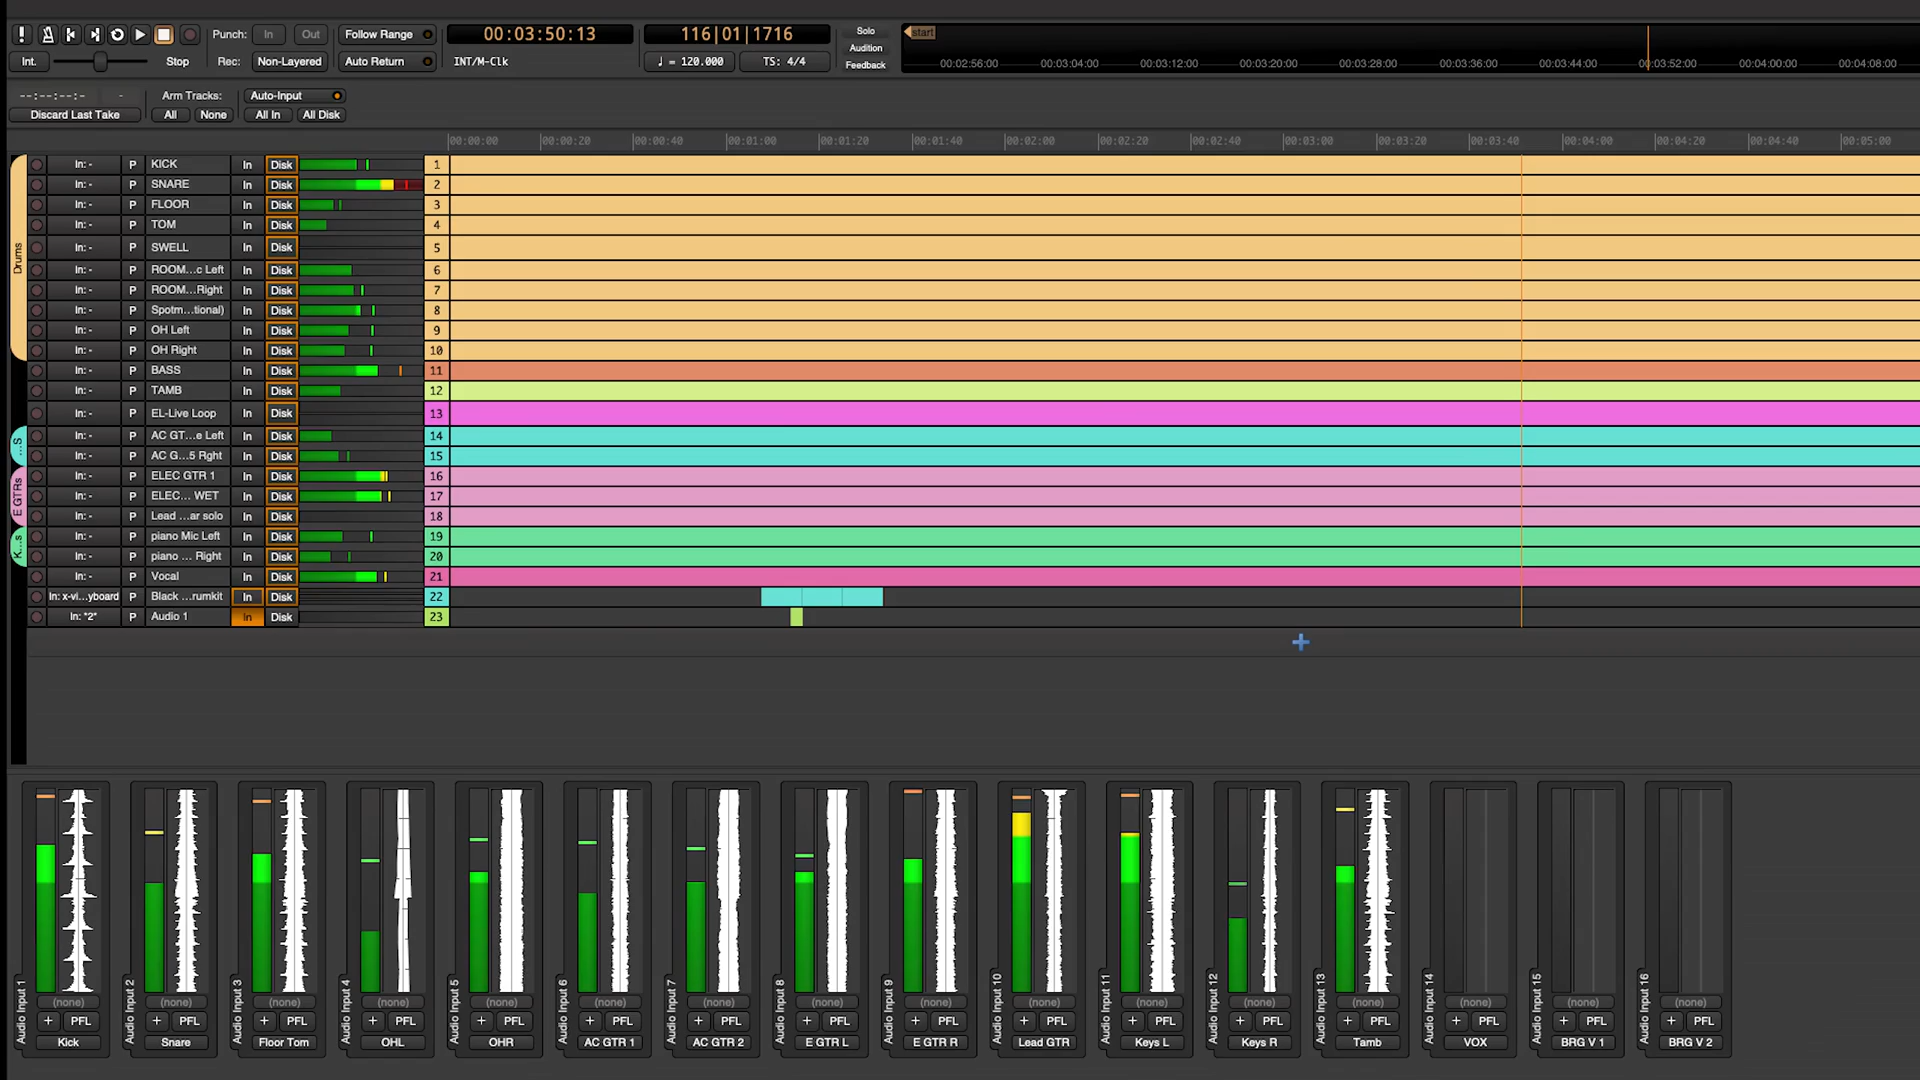 Punch: In Out Follow Range 00:03:50:13 116|01|1716 Solo start
Audition
Int. Stop Rec: Non-Layered Auto Return INT/M-Clk ♩ = 120.000 TS: 4/4 Feedback
00:02:56:00 00:03:04:00 00:03:12:00 00:03:20:00 00:03:28:00 00:03:36:00 00:03:44:00 00:03:52:00 00:04:00:00 00:04:08:00
--:--:--:-- - Arm Tracks: Auto-Input
Discard Last Take All None All In All Disk
00:00:00 00:00:20 00:00:40 00:01:00 00:01:20 00:01:40 00:02:00 00:02:20 00:02:40 00:03:00 00:03:20 00:03:40 00:04:00 00:04:20 00:04:40 00:05:00
Drums
In: - P KICK In Disk 1
In: - P SNARE In Disk 2
In: - P FLOOR In Disk 3
In: - P TOM In Disk 4
In: - P SWELL In Disk 5
In: - P ROOM...c Left In Disk 6
In: - P ROOM...Right In Disk 7
In: - P Spotm...tional) In Disk 8
In: - P OH Left In Disk 9
In: - P OH Right In Disk 10
In: - P BASS In Disk 11
In: - P TAMB In Disk 12
In: - P EL-Live Loop In Disk 13
...S
In: - P AC GT...e Left In Disk 14
In: - P AC G...5 Rght In Disk 15
E GTRs
In: - P ELEC GTR 1 In Disk 16
In: - P ELEC... WET In Disk 17
In: - P Lead ...ar solo In Disk 18
K...s
In: - P piano Mic Left In Disk 19
In: - P piano ... Right In Disk 20
In: - P Vocal In Disk 21
In: x-vi...yboard P Black ...rumkit In Disk 22
In: "2" P Audio 1 In Disk 23
Audio Input 1 Audio Input 2 Audio Input 3 Audio Input 4 Audio Input 5 Audio Input 6 Audio Input 7 Audio Input 8 Audio Input 9 Audio Input 10 Audio Input 11 Audio Input 12 Audio Input 13 Audio Input 14 Audio Input 15 Audio Input 16
(none) (none) (none) (none) (none) (none) (none) (none) (none) (none) (none) (none) (none) (none) (none) (none)
+ PFL + PFL + PFL + PFL + PFL + PFL + PFL + PFL + PFL + PFL + PFL + PFL + PFL + PFL + PFL + PFL
Kick Snare Floor Tom OHL OHR AC GTR 1 AC GTR 2 E GTR L E GTR R Lead GTR Keys L Keys R Tamb VOX BRG V 1 BRG V 2